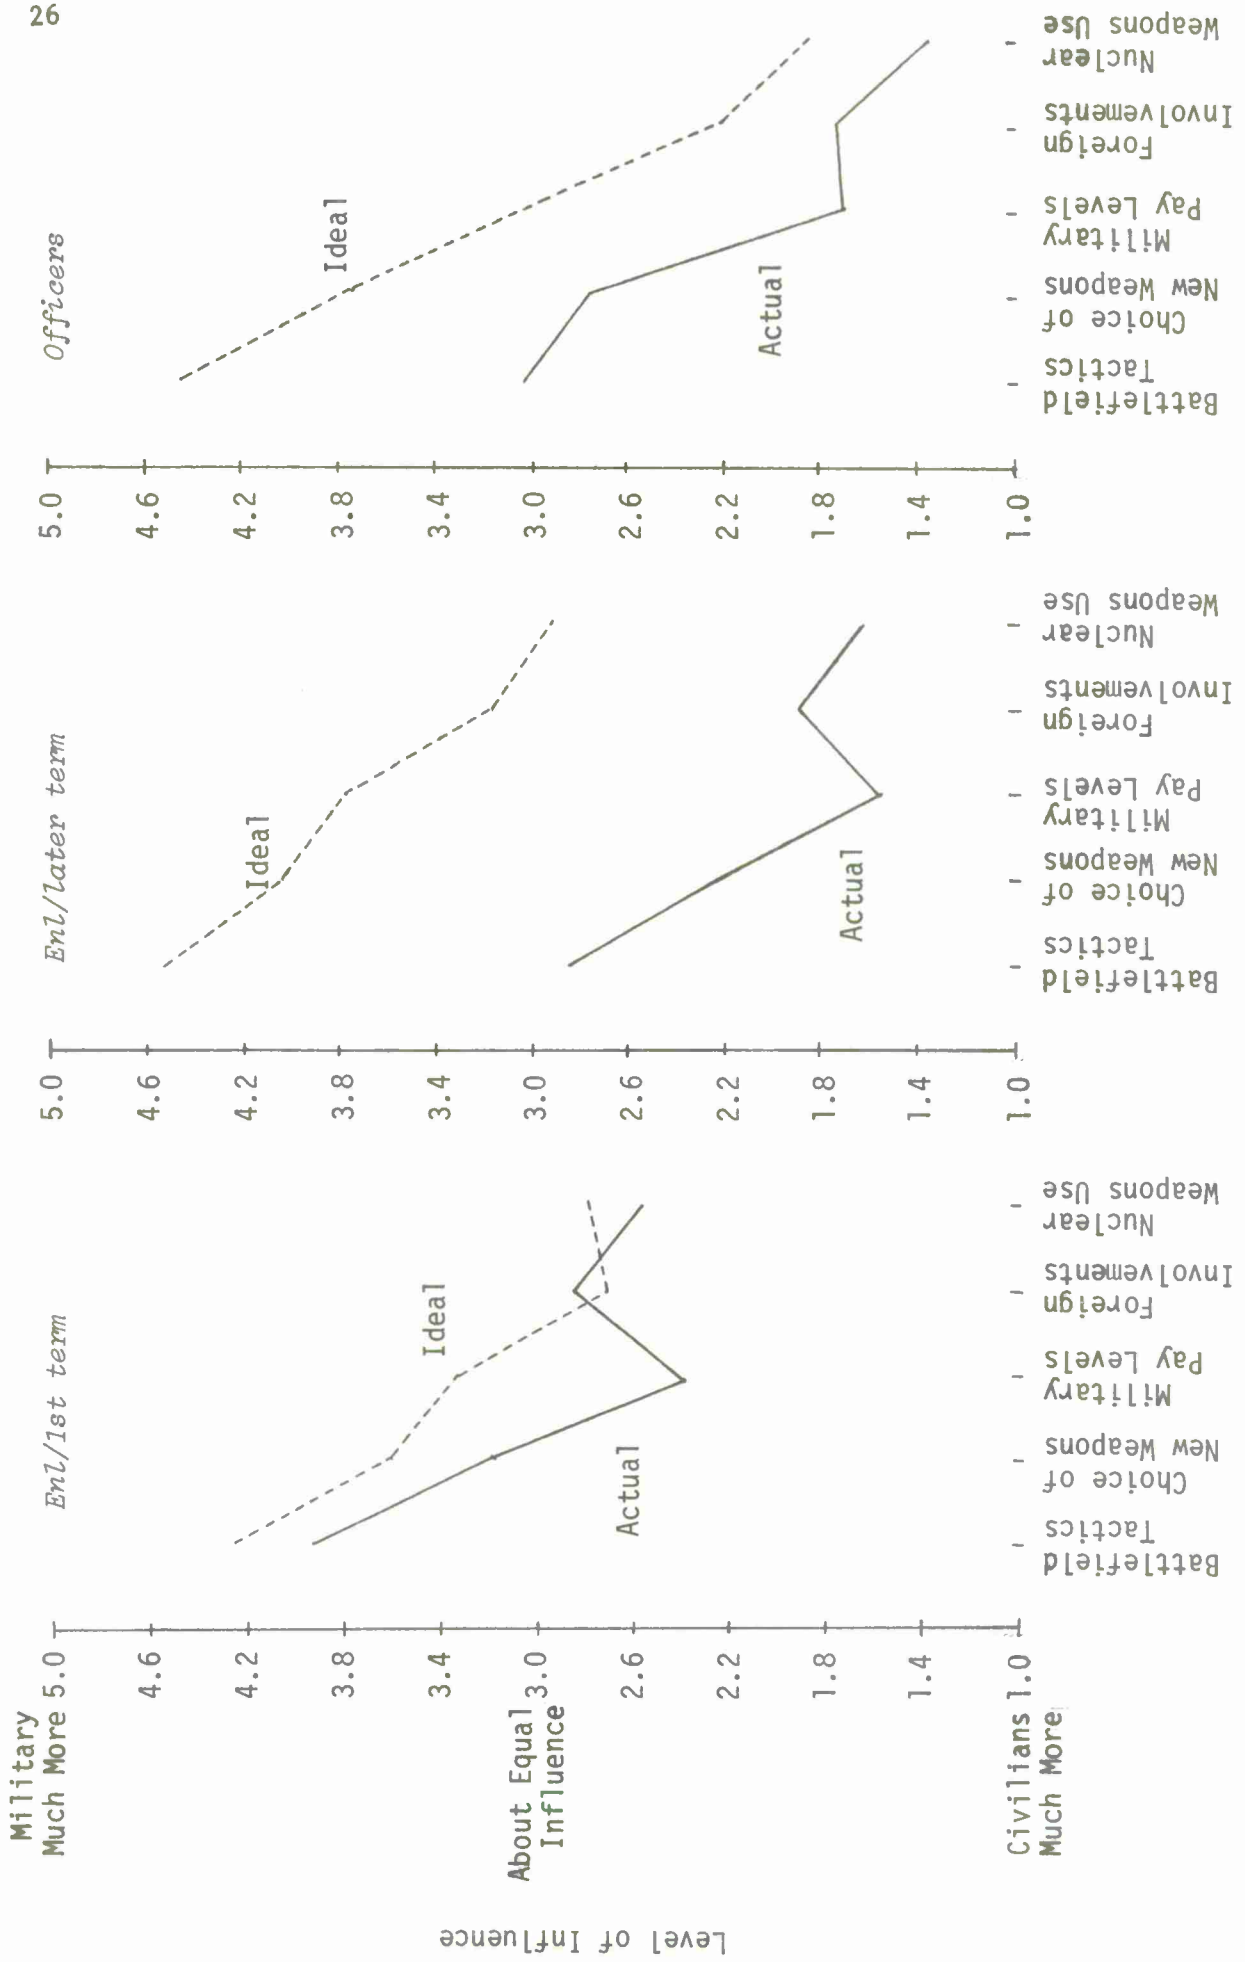 26
Level of Influence
Military
Much More 5.0
4.6
4.2
3.8
3.4
About Equal 3.0
Influence
2.6
2.2
1.8
1.4
Civilians 1.0
Much More
Enl/1st term
Ideal
Actual
Battlefield
Tactics
Choice of
New Weapons
Military
Pay Levels
Foreign
Involvements
Nuclear
Weapons Use
5.0
4.6
4.2
3.8
3.4
3.0
2.6
2.2
1.8
1.4
1.0
Enl/later term
Ideal
Actual
Battlefield
Tactics
Choice of
New Weapons
Military
Pay Levels
Foreign
Involvements
Nuclear
Weapons Use
5.0
4.6
4.2
3.8
3.4
3.0
2.6
2.2
1.8
1.4
1.0
Officers
Ideal
Actual
Battlefield
Tactics
Choice of
New Weapons
Military
Pay Levels
Foreign
Involvements
Nuclear
Weapons Use